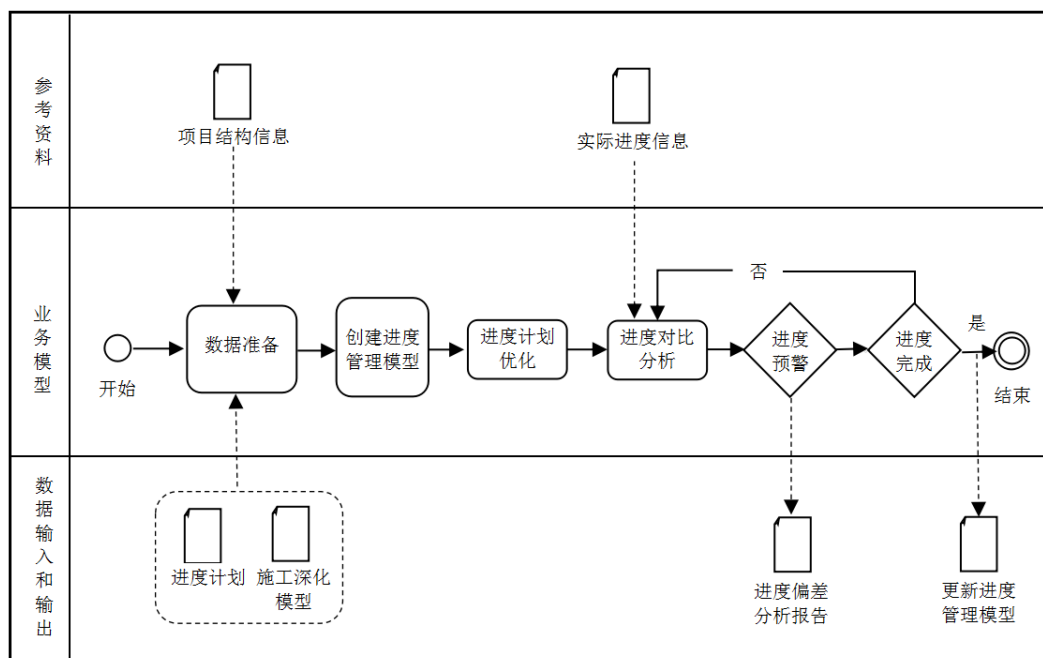 参考资料
项目结构信息
实际进度信息
业务模型
开始
数据准备
创建进度
管理模型
进度计划
优化
进度对比
分析
否
进度
预警
进度
完成
是
结束
数据输入和输出
进度计划
施工深化
模型
进度偏差
分析报告
更新进度
管理模型